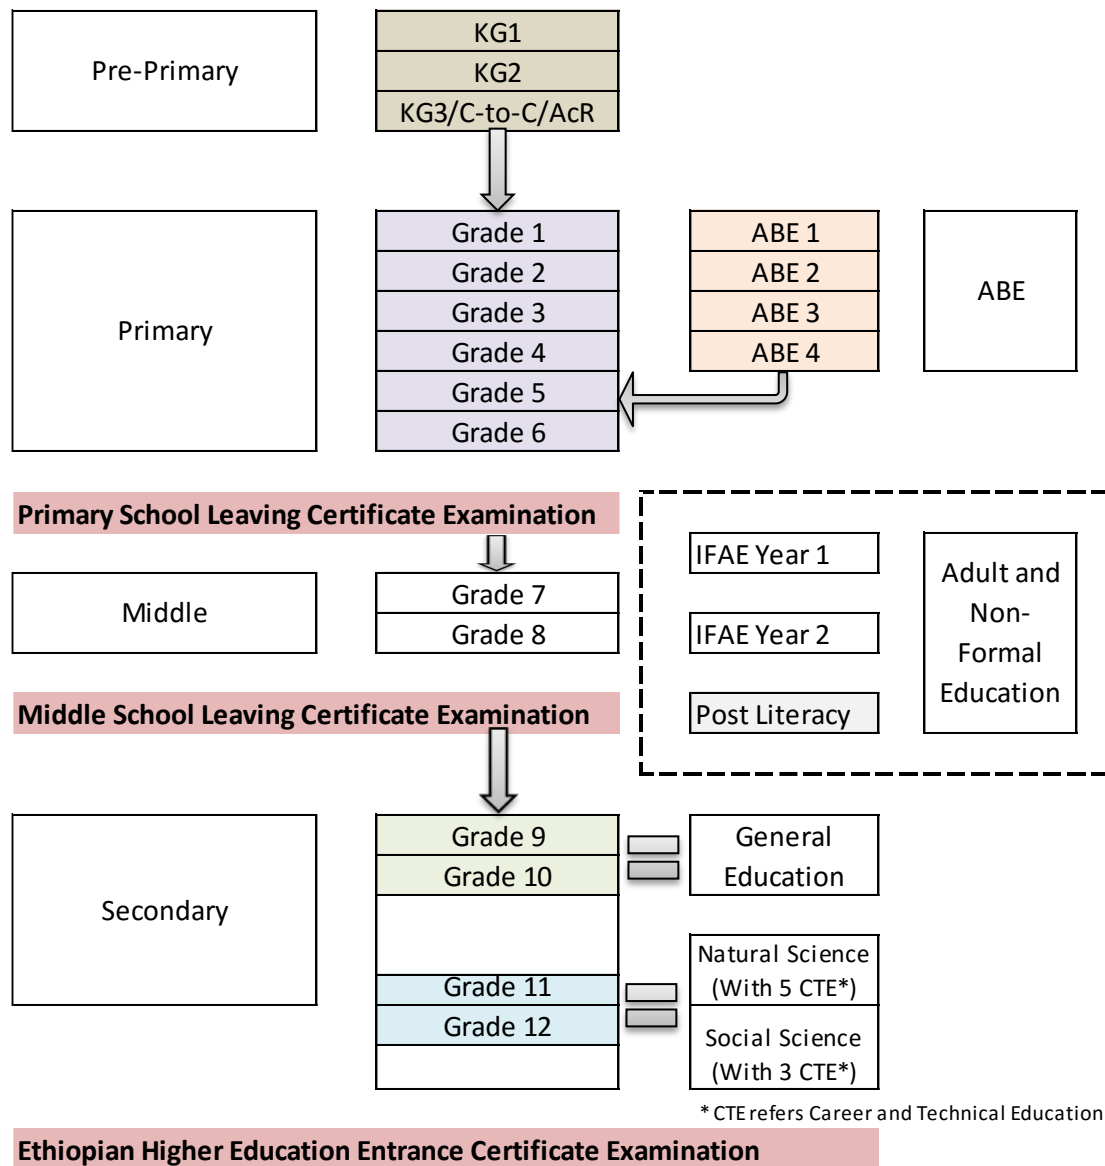 Pre-Primary
KG1
KG2
KG3/C-to-C/AcR
Primary
Grade 1
Grade 2
Grade 3
Grade 4
Grade 5
Grade 6
ABE 1
ABE 2
ABE 3
ABE 4
ABE
Primary School Leaving Certificate Examination
Middle
Grade 7
Grade 8
IFAE Year 1
IFAE Year 2
Post Literacy
Adult and
Non-
Formal
Education
Middle School Leaving Certificate Examination
Secondary
Grade 9
Grade 10
General
Education
Grade 11
Grade 12
Natural Science
(With 5 CTE*)
Social Science
(With 3 CTE*)
* CTE refers Career and Technical Education
Ethiopian Higher Education Entrance Certificate Examination